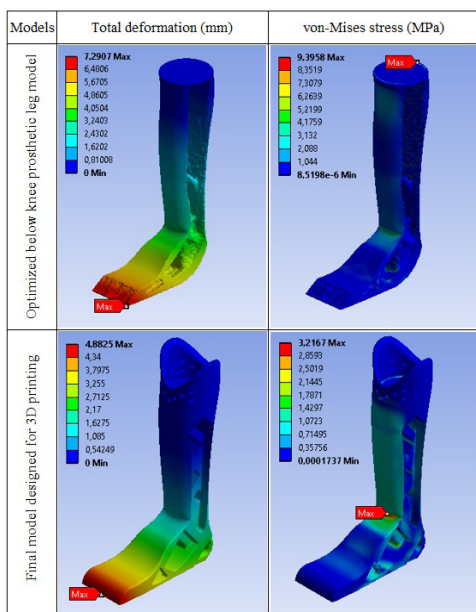 Models
Total deformation (mm)
von-Mises stress (MPa)
Optimized below knee prosthetic leg model
7,2907 Max
6,4806
5,6705
4,8605
4,0504
3,2403
2,4302
1,6202
0,81008
0 Min
Max
9,3958 Max
8,3519
7,3079
6,2639
5,2199
4,1759
3,132
2,088
1,044
8,5198e-6 Min
Max
Final model designed for 3D printing
4,8825 Max
4,34
3,7975
3,255
2,7125
2,17
1,6275
1,085
0,54249
0 Min
Max
3,2167 Max
2,8593
2,5019
2,1445
1,7871
1,4297
1,0723
0,71495
0,35756
0,0001737 Min
Max